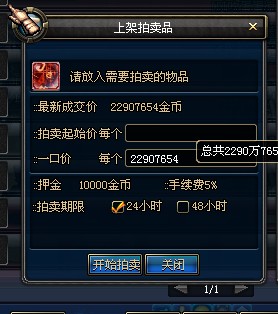 上架拍卖品
请放入需要拍卖的物品
::最新成交价 22907654金币
::拍卖起始价 每个
总共2290万765
::一口价 每个 22907654
::押金 10000金币 ::手续费5%
::拍卖期限 24小时 48小时
开始拍卖 关闭
1/1